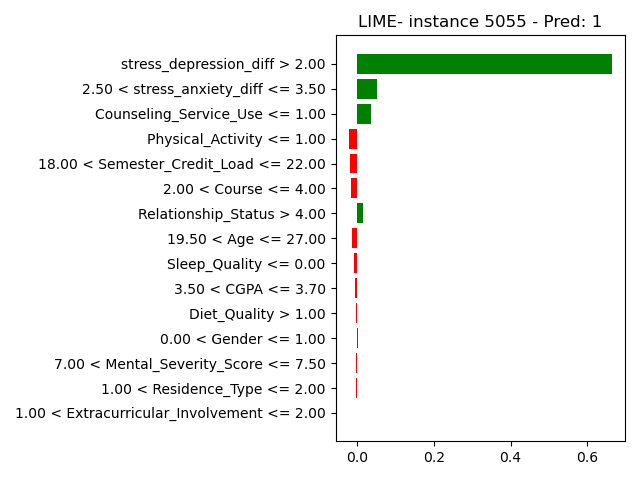 LIME- instance 5055 - Pred: 1
stress_depression_diff > 2.00
2.50 < stress_anxiety_diff <= 3.50
Counseling_Service_Use <= 1.00
Physical_Activity <= 1.00
18.00 < Semester_Credit_Load <= 22.00
2.00 < Course <= 4.00
Relationship_Status > 4.00
19.50 < Age <= 27.00
Sleep_Quality <= 0.00
3.50 < CGPA <= 3.70
Diet_Quality > 1.00
0.00 < Gender <= 1.00
7.00 < Mental_Severity_Score <= 7.50
1.00 < Residence_Type <= 2.00
1.00 < Extracurricular_Involvement <= 2.00
0.0 0.2 0.4 0.6